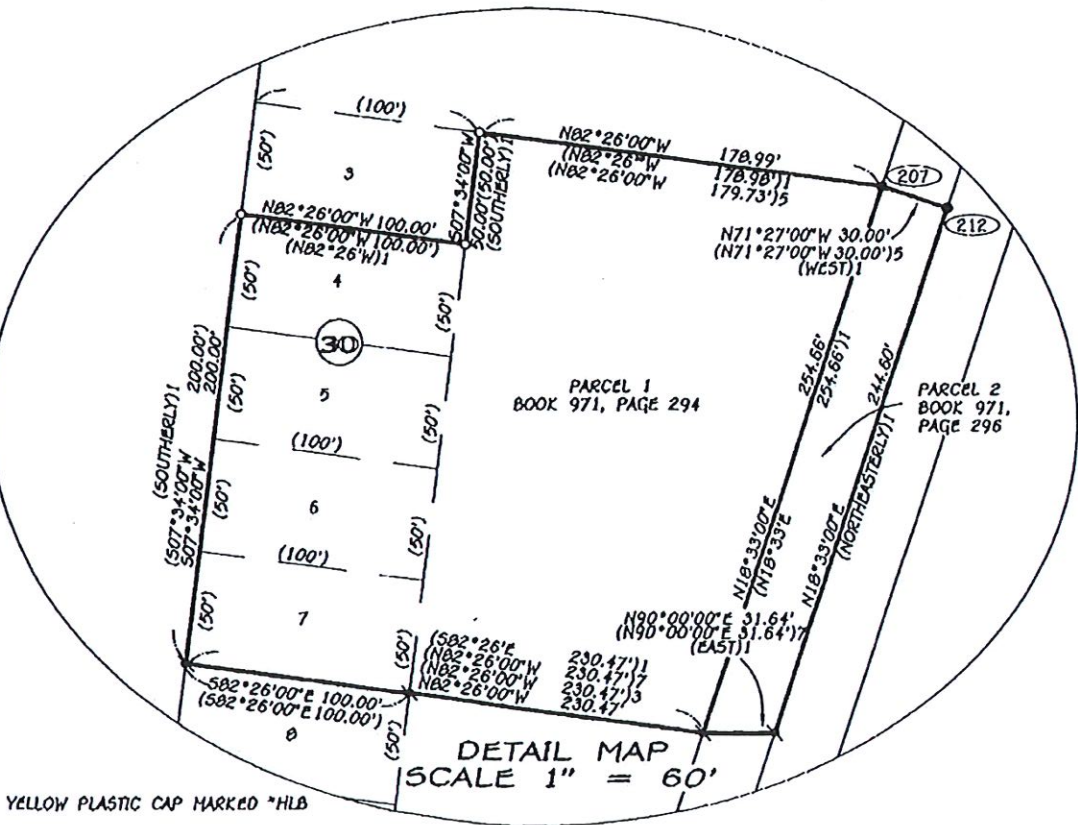 (100')
(50')
3
N82°26'00"W 100.00'
(N82°26'00"W 100.00')
(N82°26'W)1
S07°34'00"W
50.00'(50.00')
(SOUTHERLY)1
N82°26'00"W 178.99'
(N82°26'W 178.98')1
(N82°26'00"W 179.73')5
207
212
N71°27'00"W 30.00'
(N71°27'00"W 30.00')5
(WEST)1
4
(50')
(50')
30
5
(50')
(50')
(100')
6
(50')
(50')
(100')
7
(50')
(50')
200.00')
200.00'
(SOUTHERLY)1
(S07°34'00"W
S07°34'00"W
PARCEL 1
BOOK 971, PAGE 294
254.66'
254.66')1
244.60'
PARCEL 2
BOOK 971,
PAGE 296
N18°33'00"E
(N18°33'E
N18°33'00"E
(NORTHEASTERLY)1
N90°00'00"E 31.64'
(N90°00'00"E 31.64')7
(EAST)1
(S82°26'E 230.47')1
(N82°26'00"W 230.47')7
(N82°26'00"W 230.47')3
N82°26'00"W 230.47'
S82°26'00"E 100.00'
(S82°26'00"E 100.00')
8
(50')
DETAIL MAP
SCALE 1" = 60'
YELLOW PLASTIC CAP MARKED "HLB